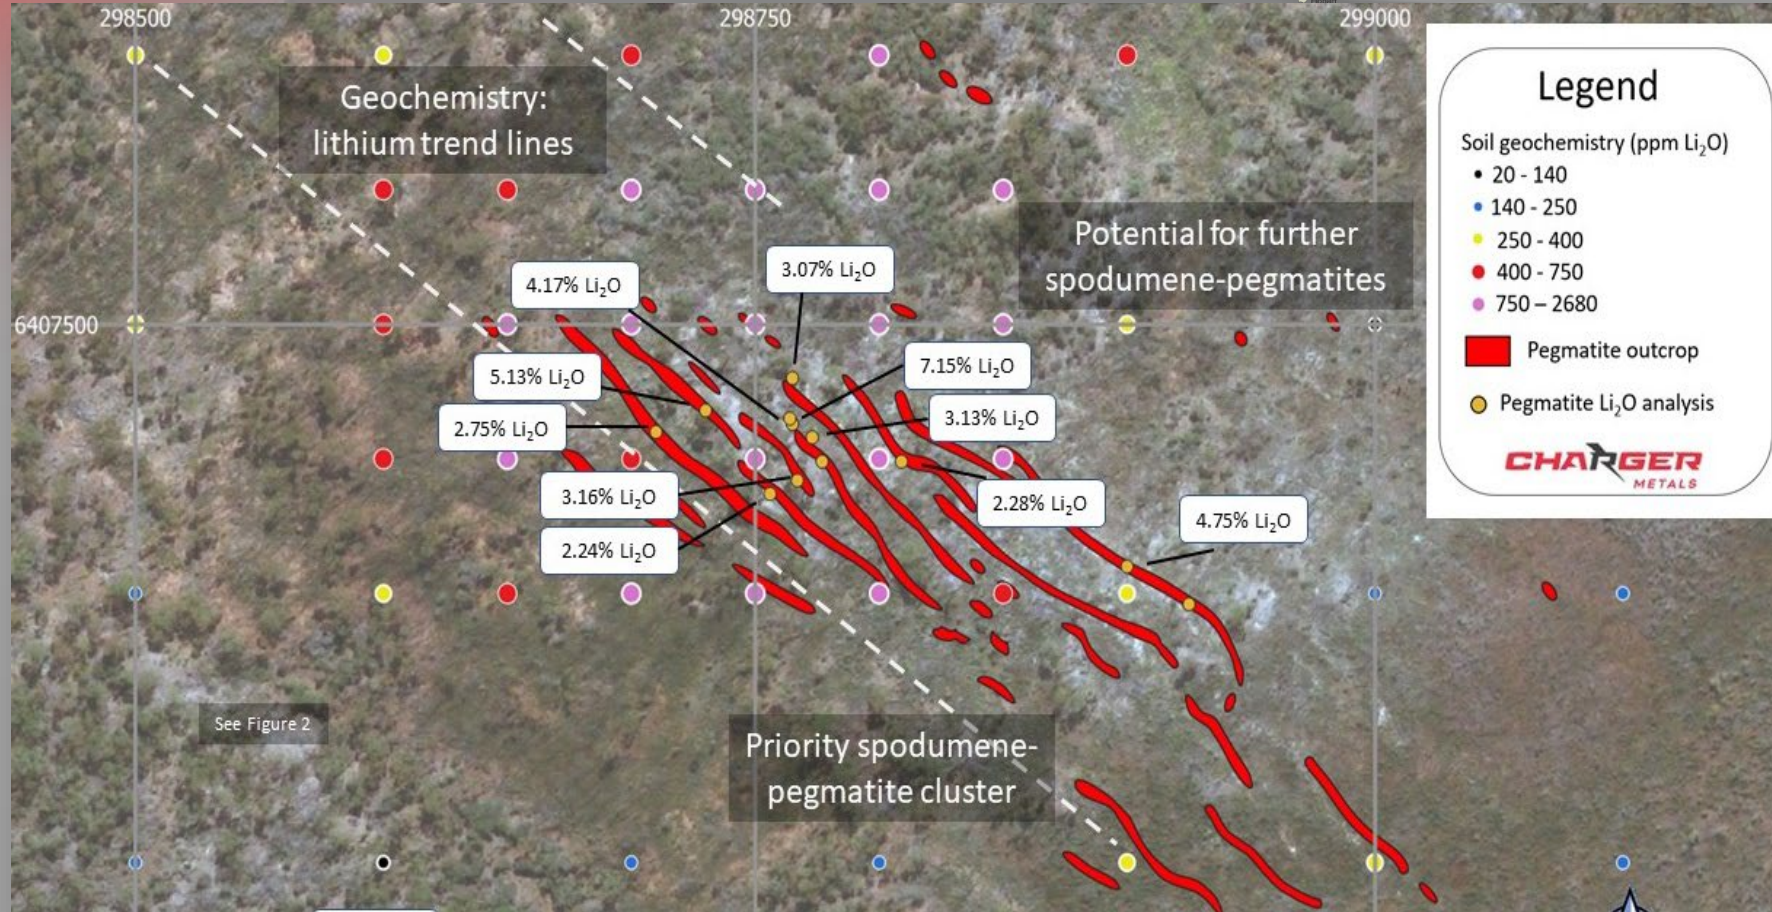 298500
298750
299000
Geochemistry:
lithium trend lines
Legend
Soil geochemistry (ppm Li₂O)
20 - 140
140 - 250
250 - 400
400 - 750
750 – 2680
Pegmatite outcrop
Pegmatite Li₂O analysis
CHARGER
METALS
Potential for further
spodumene-pegmatites
3.07% Li₂O
4.17% Li₂O
6407500
7.15% Li₂O
5.13% Li₂O
3.13% Li₂O
2.75% Li₂O
3.16% Li₂O
2.28% Li₂O
4.75% Li₂O
2.24% Li₂O
See Figure 2
Priority spodumene-
pegmatite cluster